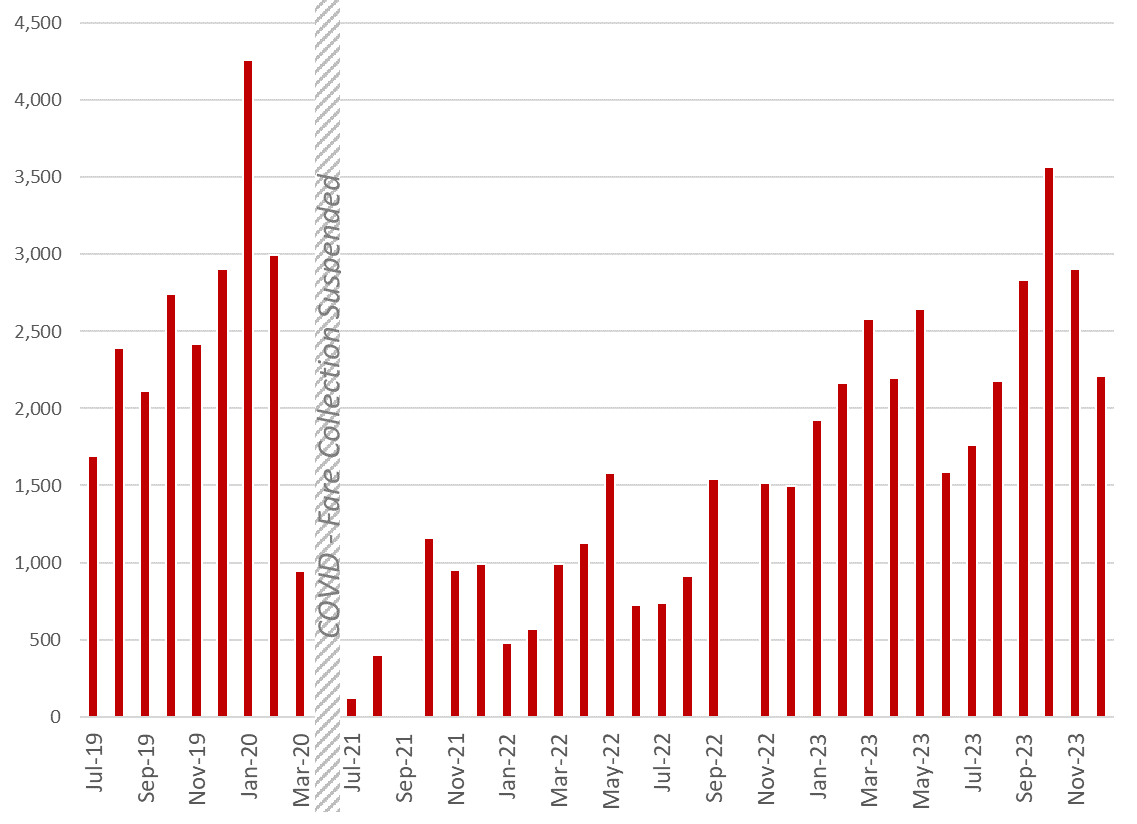 4,500
4,000
3,500
3,000
2,500
2,000
1,500
1,000
500
0
COVID - Fare Collection Suspended
Jul-19
Sep-19
Nov-19
Jan-20
Mar-20
Jul-21
Sep-21
Nov-21
Jan-22
Mar-22
May-22
Jul-22
Sep-22
Nov-22
Jan-23
Mar-23
May-23
Jul-23
Sep-23
Nov-23